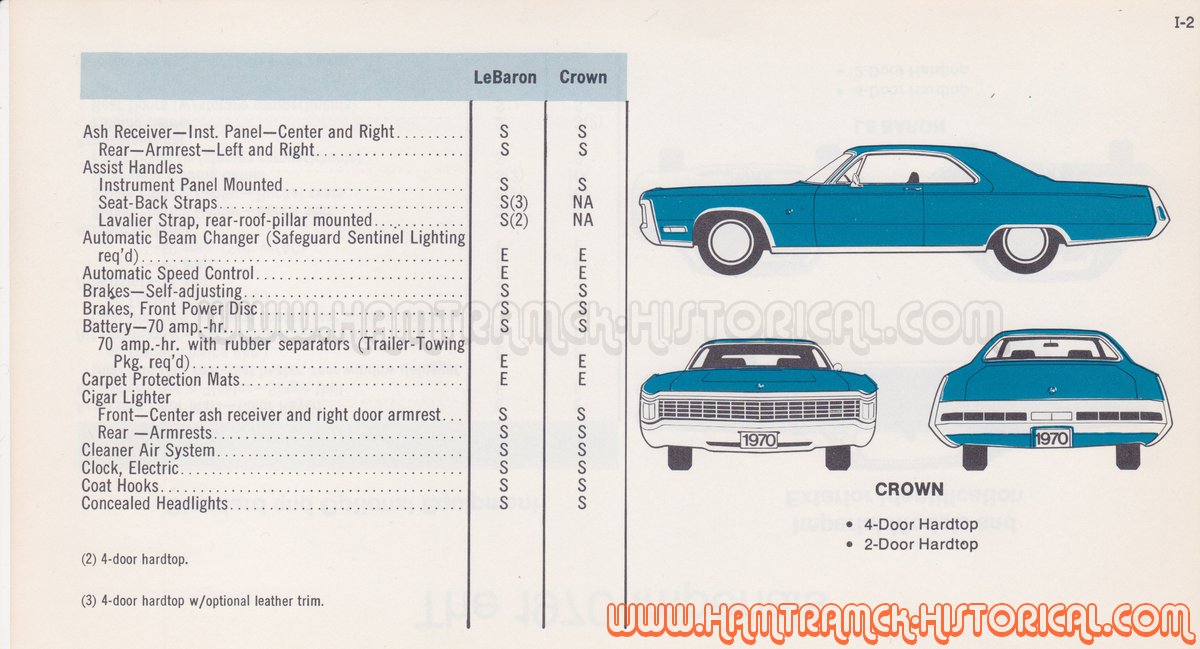 I-2
LeBaron Crown
Ash Receiver—Inst. Panel—Center and Right......... S S
Rear—Armrest—Left and Right................... S S
Assist Handles
Instrument Panel Mounted....................... S S
Seat-Back Straps............................... S(3) NA
Lavalier Strap, rear-roof-pillar mounted............ S(2) NA
Automatic Beam Changer (Safeguard Sentinel Lighting
req'd)......................................... E E
Automatic Speed Control........................... E E
Brakes—Self-adjusting............................. S S
Brakes, Front Power Disc........................... S S
Battery—70 amp.-hr................................ S S
70 amp.-hr. with rubber separators (Trailer-Towing
Pkg. req'd).................................... E E
Carpet Protection Mats............................. E E
Cigar Lighter
Front—Center ash receiver and right door armrest... S S
Rear —Armrests................................ S S
Cleaner Air System................................. S S
Clock, Electric..................................... S S
Coat Hooks........................................ S S
Concealed Headlights............................... S S
(2) 4-door hardtop.
(3) 4-door hardtop w/optional leather trim.
1970
1970
CROWN
• 4-Door Hardtop
• 2-Door Hardtop
www.Hamtramck-Historical.com
www.Hamtramck-Historical.com